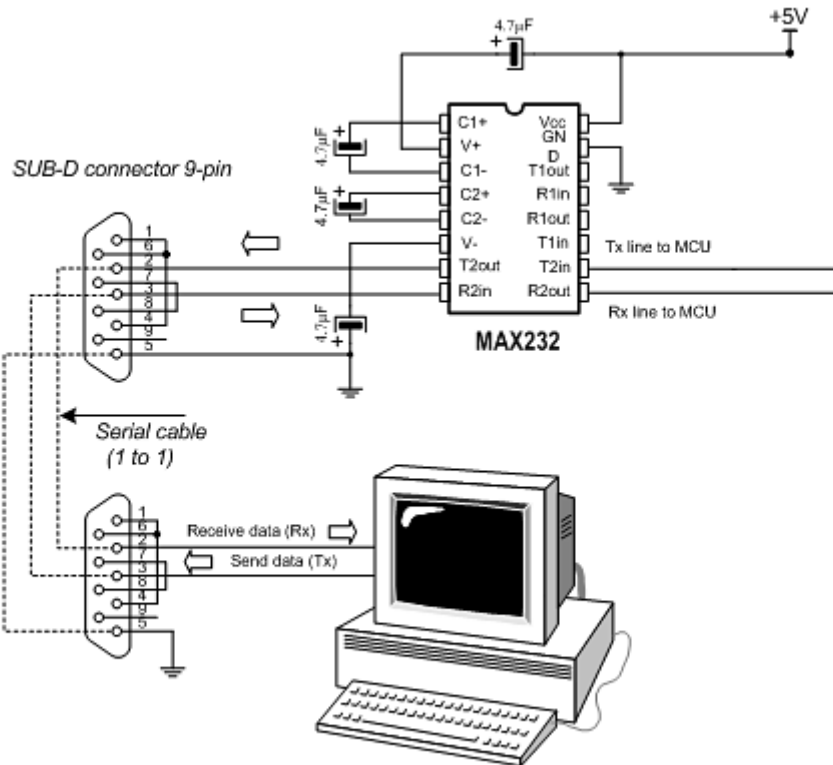 4.7µF
+
+5V
C1+
V+
C1-
C2+
C2-
V-
T2out
R2in
Vcc
GN
D
T1out
R1in
R1out
T1in
T2in
R2out
MAX232
+
4.7µF
+
4.7µF
4.7µF
+
SUB-D connector 9-pin
1
6
2
7
3
8
4
9
5
Tx line to MCU
Rx line to MCU
Serial cable
(1 to 1)
1
6
2
7
3
8
4
9
5
Receive data (Rx)
Send data (Tx)